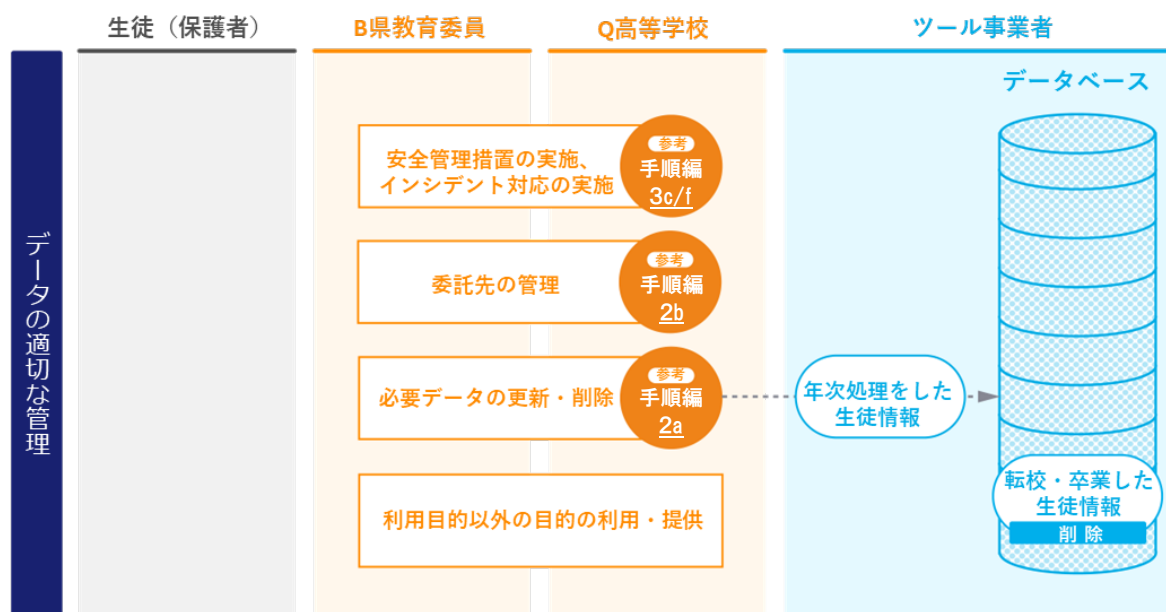 生徒（保護者）
B県教育委員
Q高等学校
ツール事業者
データの適切な管理
データベース
安全管理措置の実施、
インシデント対応の実施
参考
手順編
3c/f
委託先の管理
参考
手順編
2b
必要データの更新・削除
参考
手順編
2a
年次処理をした
生徒情報
転校・卒業した
生徒情報
削除
利用目的以外の目的の利用・提供